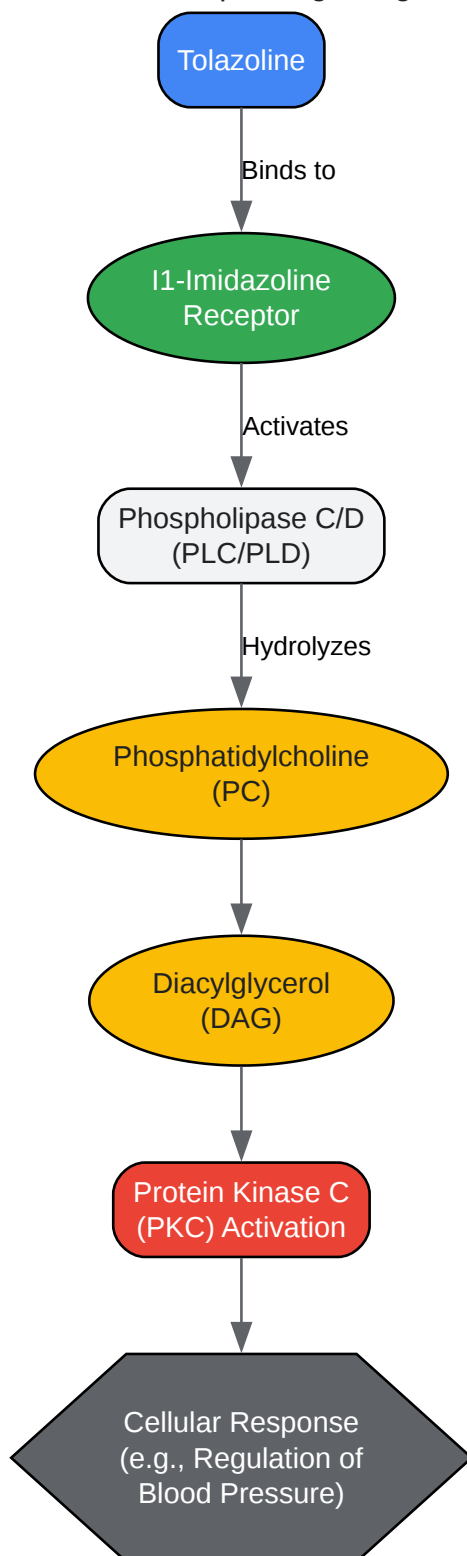 Tolazoline
Binds to
I1-Imidazoline
Receptor
Activates
Phospholipase C/D
(PLC/PLD)
Hydrolyzes
Phosphatidylcholine
(PC)
Diacylglycerol
(DAG)
Protein Kinase C
(PKC) Activation
Cellular Response
(e.g., Regulation of
Blood Pressure)